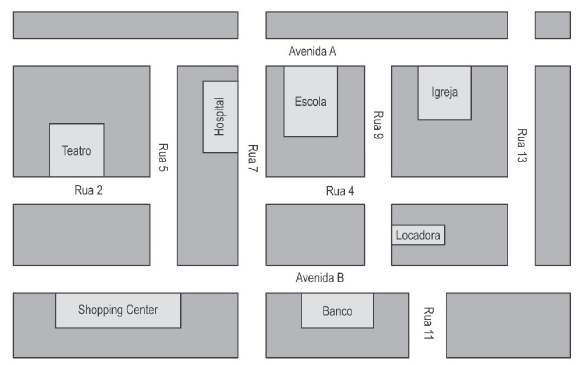 Avenida A
Hospital
Escola
Igreja
Teatro
Rua 5
Rua 7
Rua 9
Rua 13
Rua 2
Rua 4
Locadora
Avenida B
Shopping Center
Banco
Rua 11